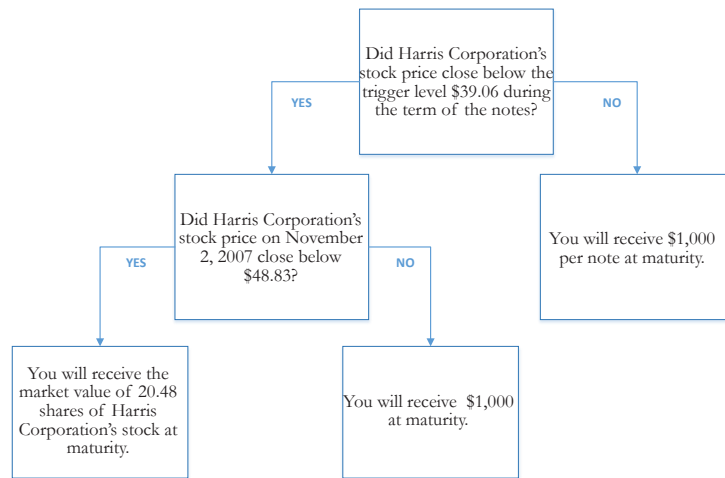 Did Harris Corporation's
stock price close below the
trigger level $39.06 during
the term of the notes?
YES
NO
Did Harris Corporation's
stock price on November
2, 2007 close below
$48.83?
You will receive $1,000
per note at maturity.
YES
NO
You will receive the
market value of 20.48
shares of Harris
Corporation's stock at
maturity.
You will receive $1,000
at maturity.